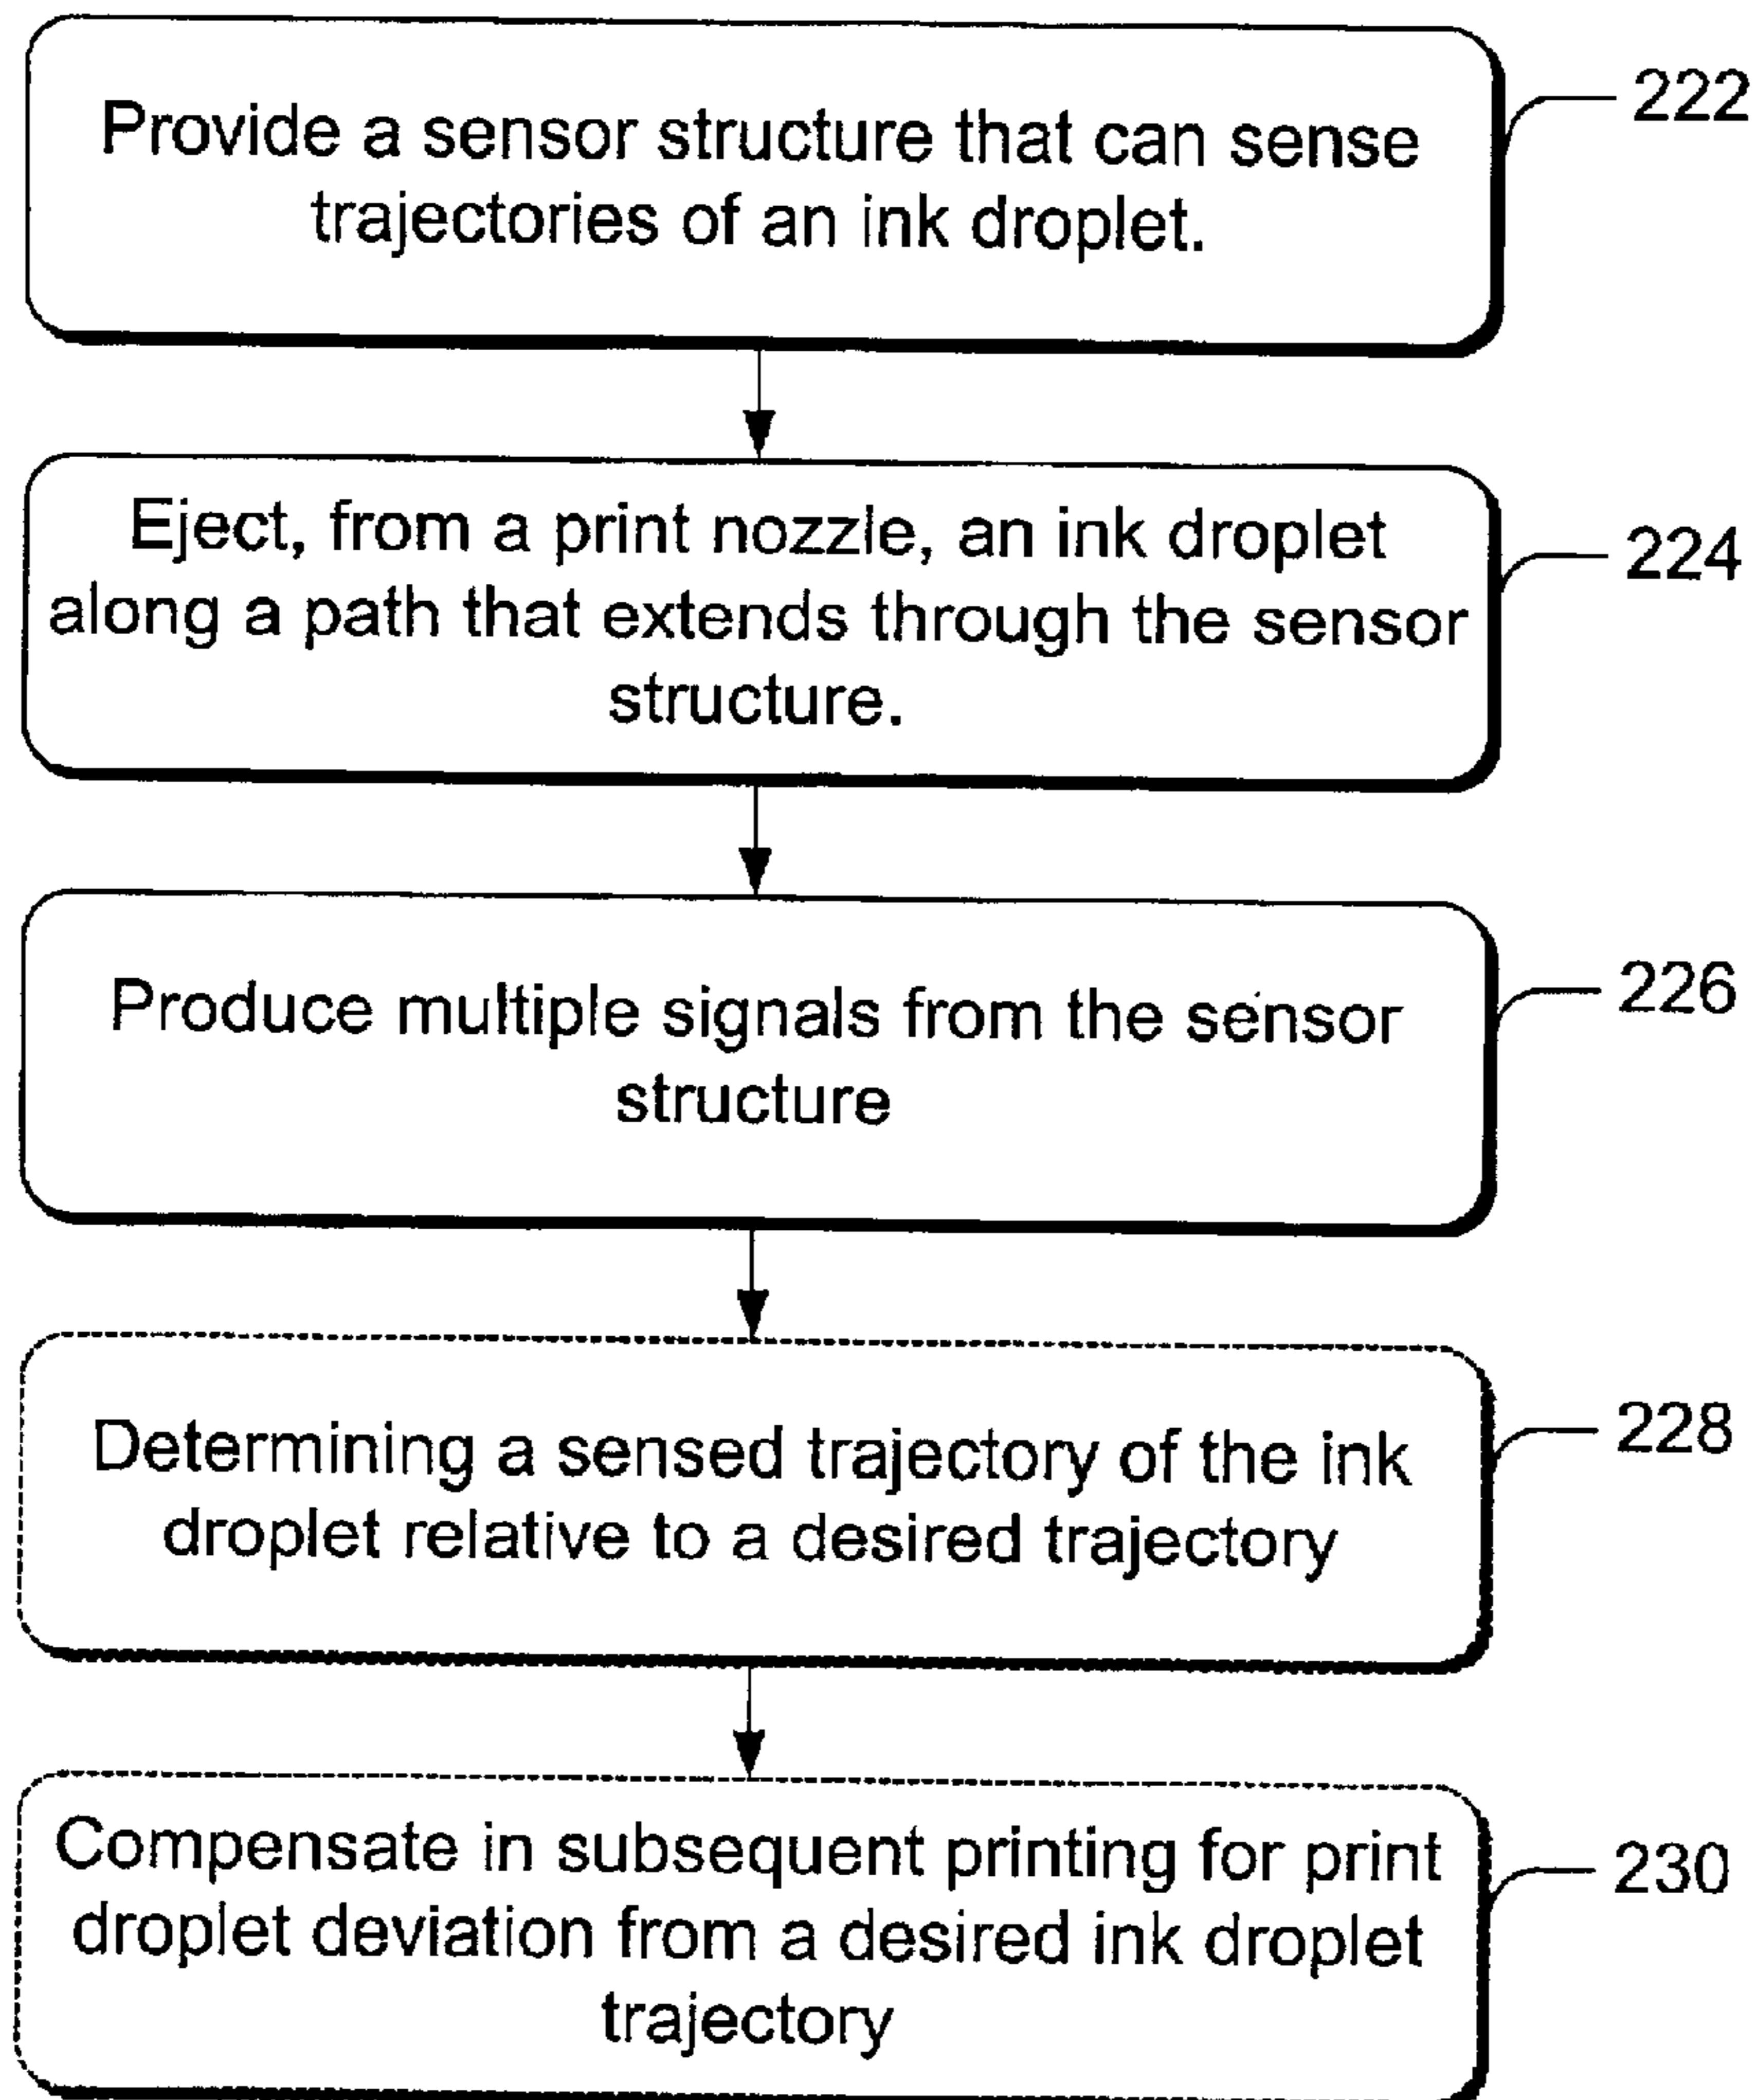 Provide a sensor structure that can sense
trajectories of an ink droplet.
222
Eject, from a print nozzle, an ink droplet
along a path that extends through the sensor
structure.
224
Produce multiple signals from the sensor
structure
226
Determining a sensed trajectory of the ink
droplet relative to a desired trajectory
228
Compensate in subsequent printing for print
droplet deviation from a desired ink droplet
trajectory
230